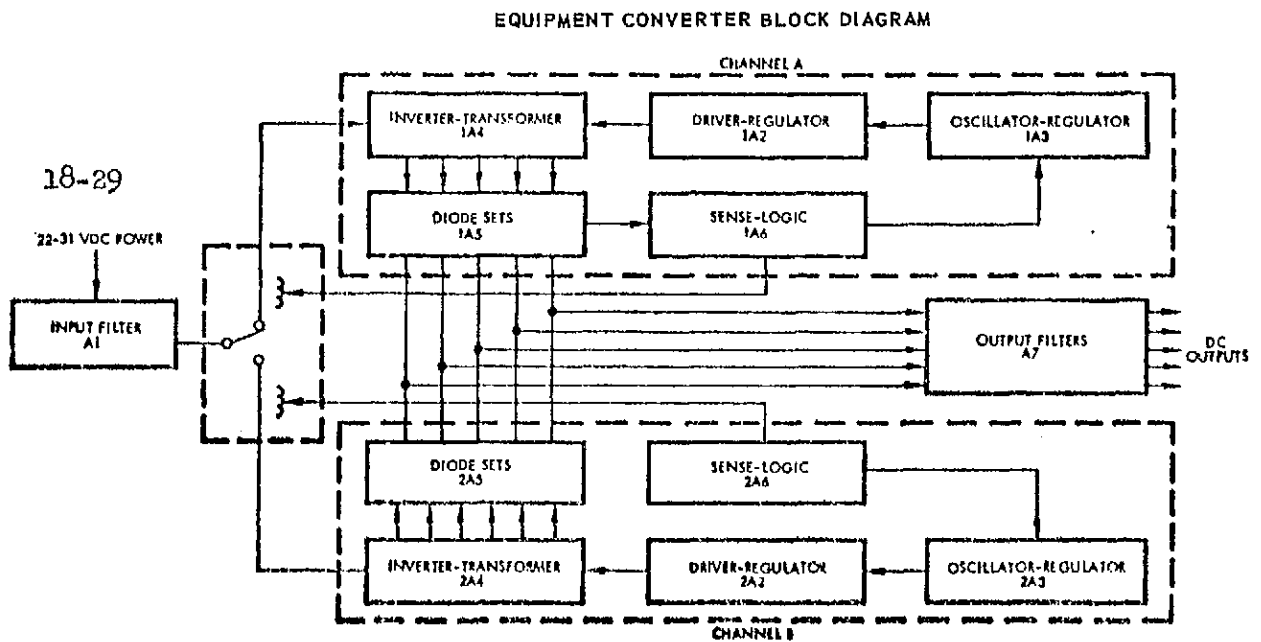 EQUIPMENT CONVERTER BLOCK DIAGRAM
CHANNEL A
INVERTER-TRANSFORMER
1A4
DRIVER-REGULATOR
1A2
OSCILLATOR-REGULATOR
1A3
18-29
DIODE SETS
1A5
SENSE-LOGIC
1A6
22-31 VDC POWER
INPUT FILTER
A1
OUTPUT FILTERS
A7
DC
OUTPUTS
DIODE SETS
2A5
SENSE-LOGIC
2A6
INVERTER-TRANSFORMER
2A4
DRIVER-REGULATOR
2A2
OSCILLATOR-REGULATOR
2A3
CHANNEL B